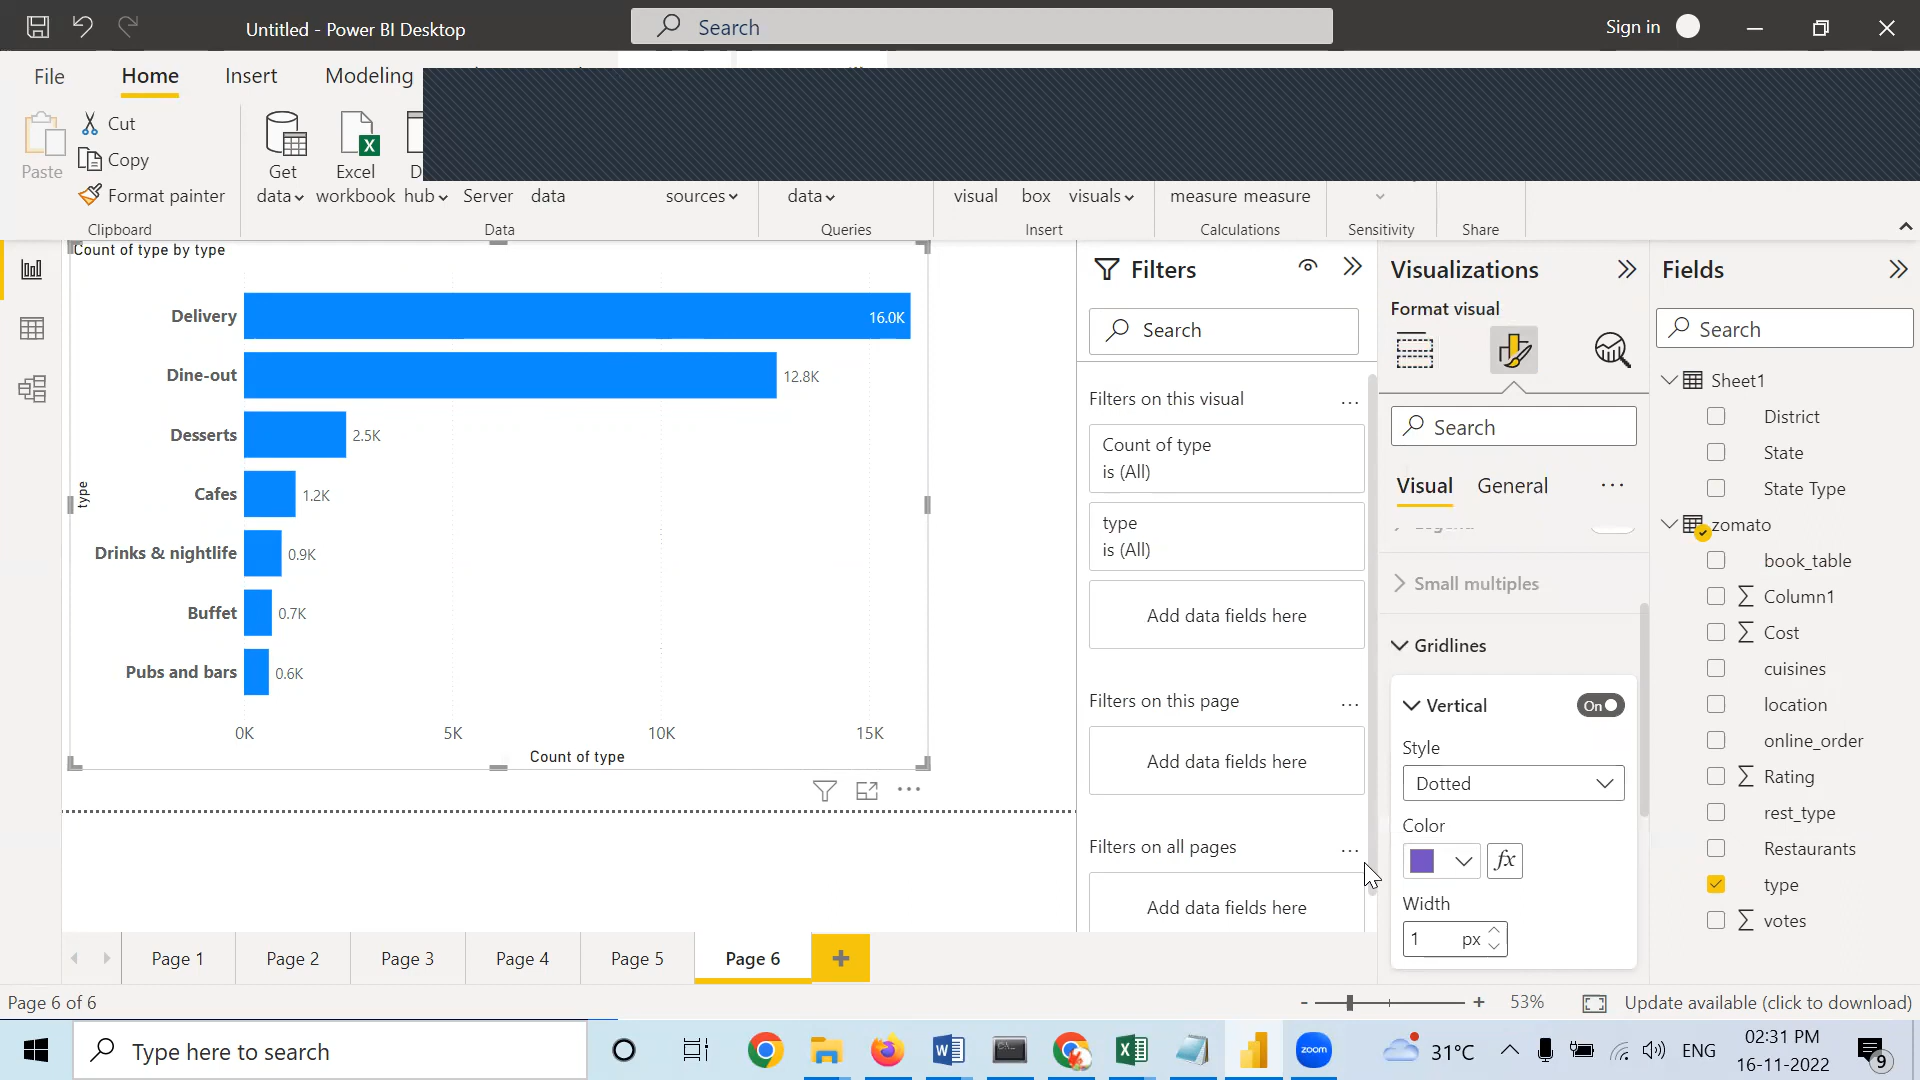 Untitled - Power BI Desktop
Search
Sign in
File
Home
Insert
Modeling
Paste
Cut
Copy
Format painter
Get
data
Excel
workbook
hub
Server
data
sources
data
visual
box
visuals
measure
measure
Clipboard
Data
Queries
Insert
Calculations
Sensitivity
Share
Count of type by type
type
Delivery
16.0K
Dine-out
12.8K
Desserts
2.5K
Cafes
1.2K
Drinks & nightlife
0.9K
Buffet
0.7K
Pubs and bars
0.6K
0K
5K
10K
15K
Count of type
Filters
Search
Filters on this visual
...
Count of type
is (All)
type
is (All)
Add data fields here
Filters on this page
...
Add data fields here
Filters on all pages
...
Add data fields here
Visualizations
Format visual
Search
Visual
General
...
Small multiples
Gridlines
Vertical
On
Style
Dotted
Color
fx
Width
1 px
Fields
Search
Sheet1
District
State
State Type
zomato
book_table
Column1
Cost
cuisines
location
online_order
Rating
rest_type
Restaurants
type
votes
Page 1
Page 2
Page 3
Page 4
Page 5
Page 6
+
Page 6 of 6
- + 53%
Update available (click to download)
Type here to search
zoom
31°C
ENG
02:31 PM
16-11-2022
9